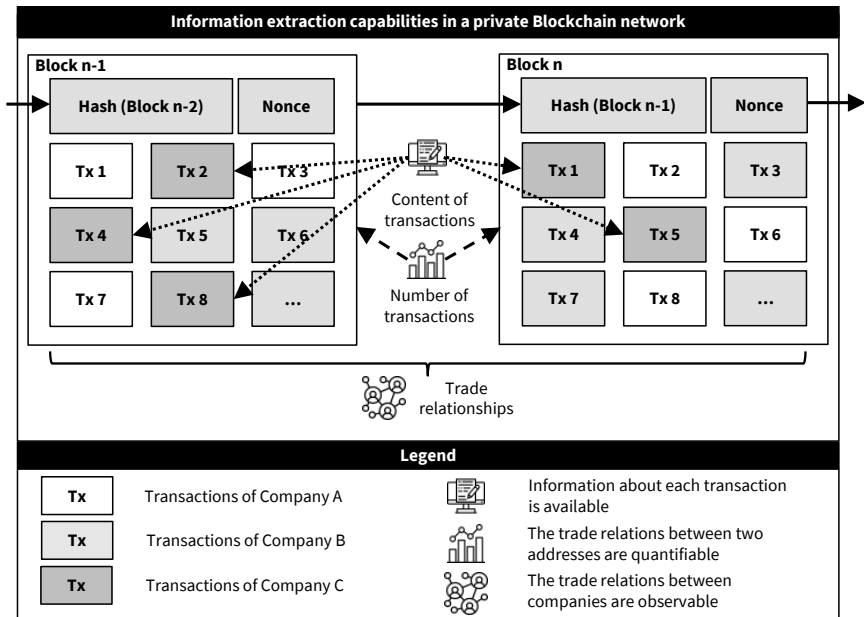 Information extraction capabilities in a private Blockchain network
Block n-1
Hash (Block n-2)
Nonce
Tx 1
Tx 2
Tx 3
Tx 4
Tx 5
Tx 6
Tx 7
Tx 8
...
Content of
transactions
Number of
transactions
Block n
Hash (Block n-1)
Nonce
Tx 1
Tx 2
Tx 3
Tx 4
Tx 5
Tx 6
Tx 7
Tx 8
...
Trade
relationships
Legend
Tx
Transactions of Company A
Tx
Transactions of Company B
Tx
Transactions of Company C
Information about each transaction
is available
The trade relations between two
addresses are quantifiable
The trade relations between
companies are observable